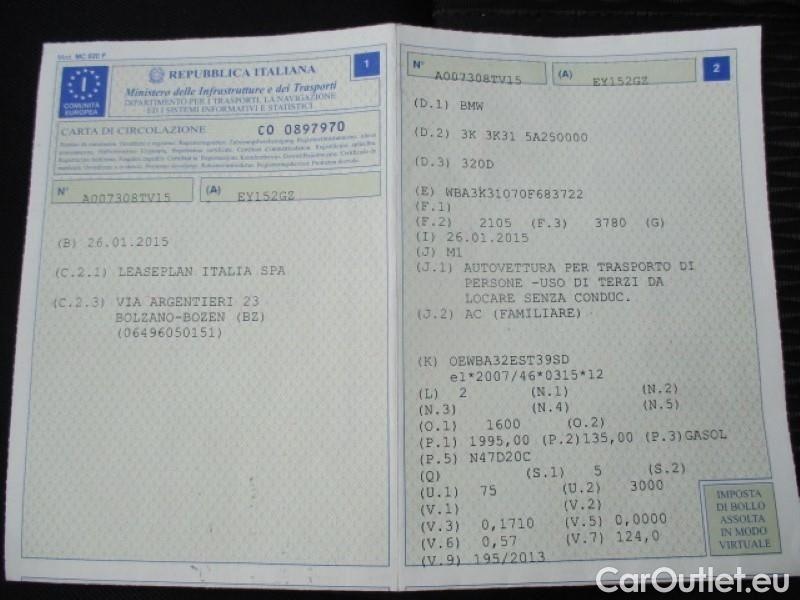 Mod. MC 820 F
REPUBBLICA ITALIANA
1
Ministero delle Infrastrutture e dei Trasporti
DIPARTIMENTO PER I TRASPORTI, LA NAVIGAZIONE
ED I SISTEMI INFORMATIVI E STATISTICI
I
COMUNITÀ
EUROPEA
CARTA DI CIRCOLAZIONE CO 0897970
N° A007308TV15 (A) EY152GZ
(B) 26.01.2015
(C.2.1) LEASEPLAN ITALIA SPA
(C.2.3) VIA ARGENTIERI 23
BOLZANO-BOZEN (BZ)
(06496050151)
N° A007308TV15 (A) EY152GZ 2
(D.1) BMW
(D.2) 3K 3K31 5A250000
(D.3) 320D
(E) WBA3K31070F683722
(F.1)
(F.2) 2105 (F.3) 3780 (G)
(I) 26.01.2015
(J) M1
(J.1) AUTOVETTURA PER TRASPORTO DI
PERSONE -USO DI TERZI DA
LOCARE SENZA CONDUC.
(J.2) AC (FAMILIARE)
(K) OEWBA32EST39SD
e1*2007/46*0315*12
(L) 2 (N.1) (N.2)
(N.3) (N.4) (N.5)
(O.1) 1600 (O.2)
(P.1) 1995,00 (P.2)135,00 (P.3)GASOL
(P.5) N47D20C
(Q) (S.1) 5 (S.2)
(U.1) 75 (U.2) 3000
(V.1) (V.2)
(V.3) 0,1710 (V.5) 0,0000
(V.6) 0,57 (V.7) 124,0
(V.9) 195/2013
IMPOSTA
DI BOLLO
ASSOLTA
IN MODO
VIRTUALE
CarOutlet.eu